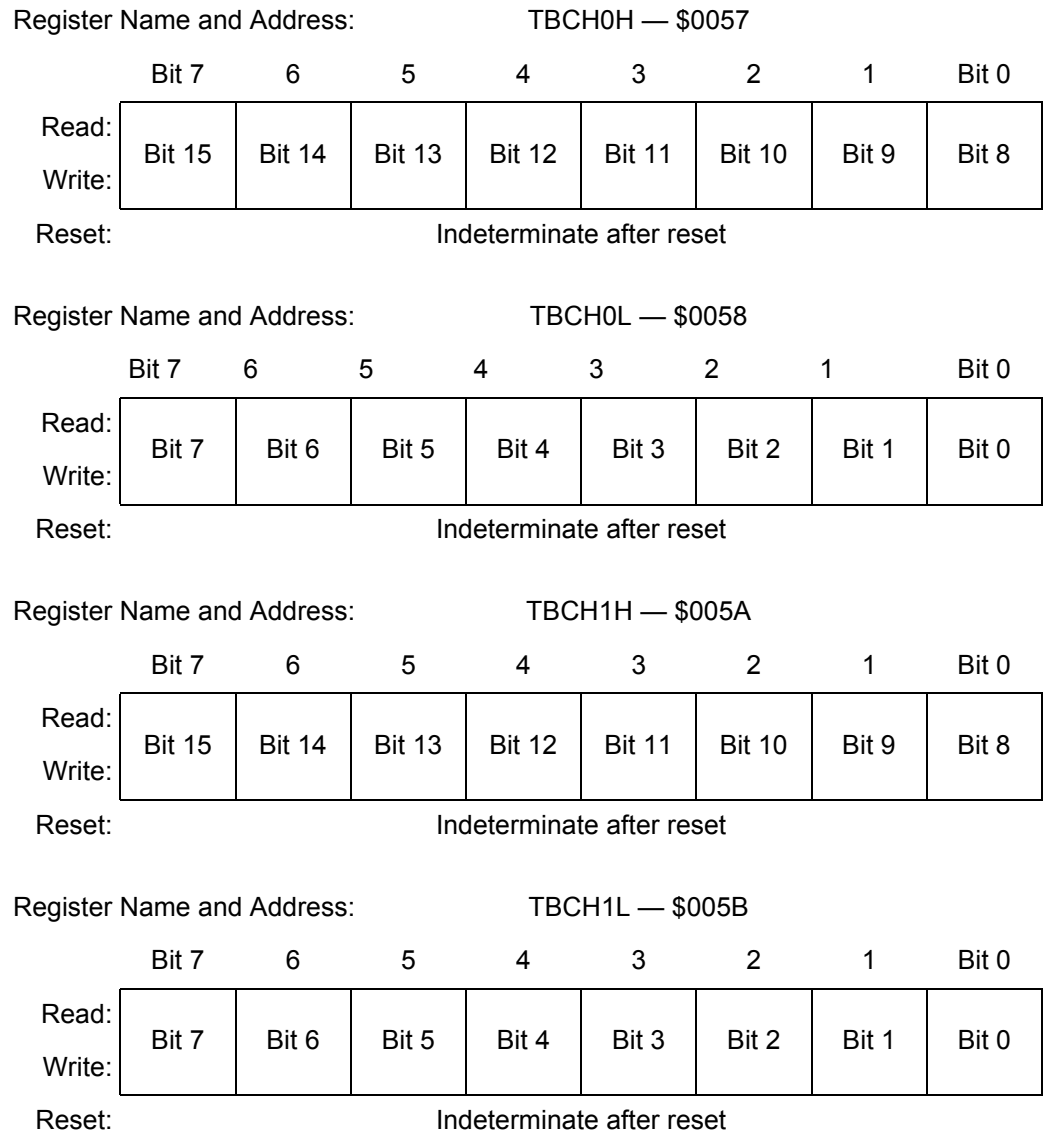 Register Name and Address: TBCH0H — $0057
Bit 7 6 5 4 3 2 1 Bit 0
Read:
Bit 15 Bit 14 Bit 13 Bit 12 Bit 11 Bit 10 Bit 9 Bit 8
Write:
Reset: Indeterminate after reset
Register Name and Address: TBCH0L — $0058
Bit 7 6 5 4 3 2 1 Bit 0
Read:
Bit 7 Bit 6 Bit 5 Bit 4 Bit 3 Bit 2 Bit 1 Bit 0
Write:
Reset: Indeterminate after reset
Register Name and Address: TBCH1H — $005A
Bit 7 6 5 4 3 2 1 Bit 0
Read:
Bit 15 Bit 14 Bit 13 Bit 12 Bit 11 Bit 10 Bit 9 Bit 8
Write:
Reset: Indeterminate after reset
Register Name and Address: TBCH1L — $005B
Bit 7 6 5 4 3 2 1 Bit 0
Read:
Bit 7 Bit 6 Bit 5 Bit 4 Bit 3 Bit 2 Bit 1 Bit 0
Write:
Reset: Indeterminate after reset